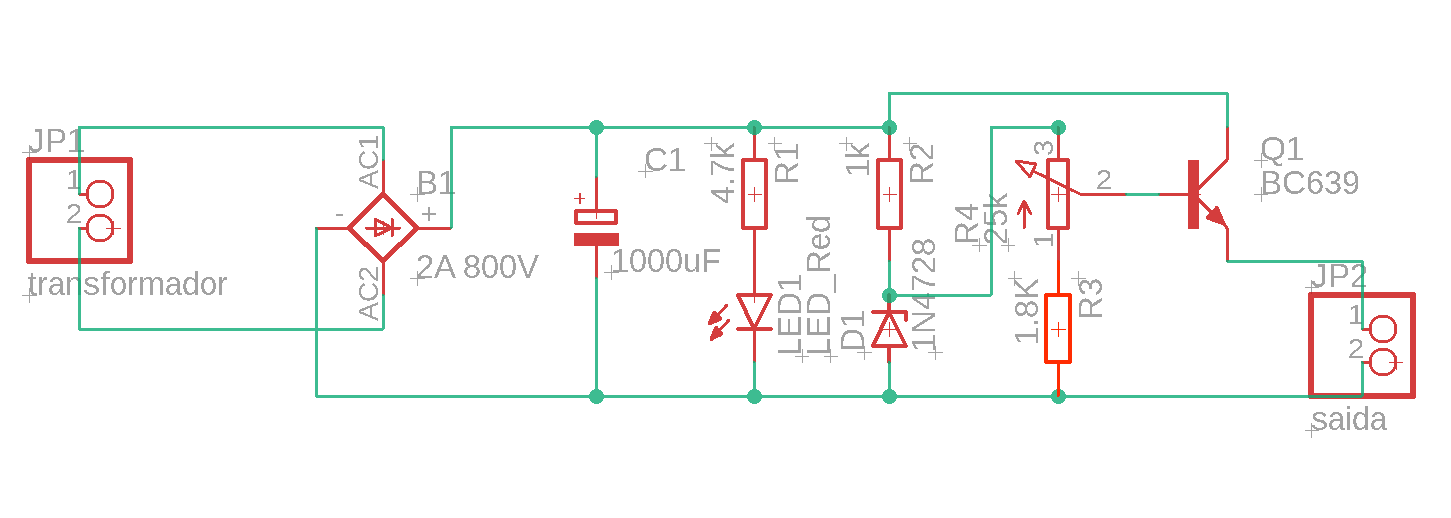 JP1
1
2
transformador
AC1
AC2
-
+
B1
2A 800V
+
C1
1000uF
4.7k
R1
LED1
LED_Red
1k
R2
D1
1N4728
R4
25k
3
2
1
1.8K
R3
Q1
BC639
JP2
1
2
saida